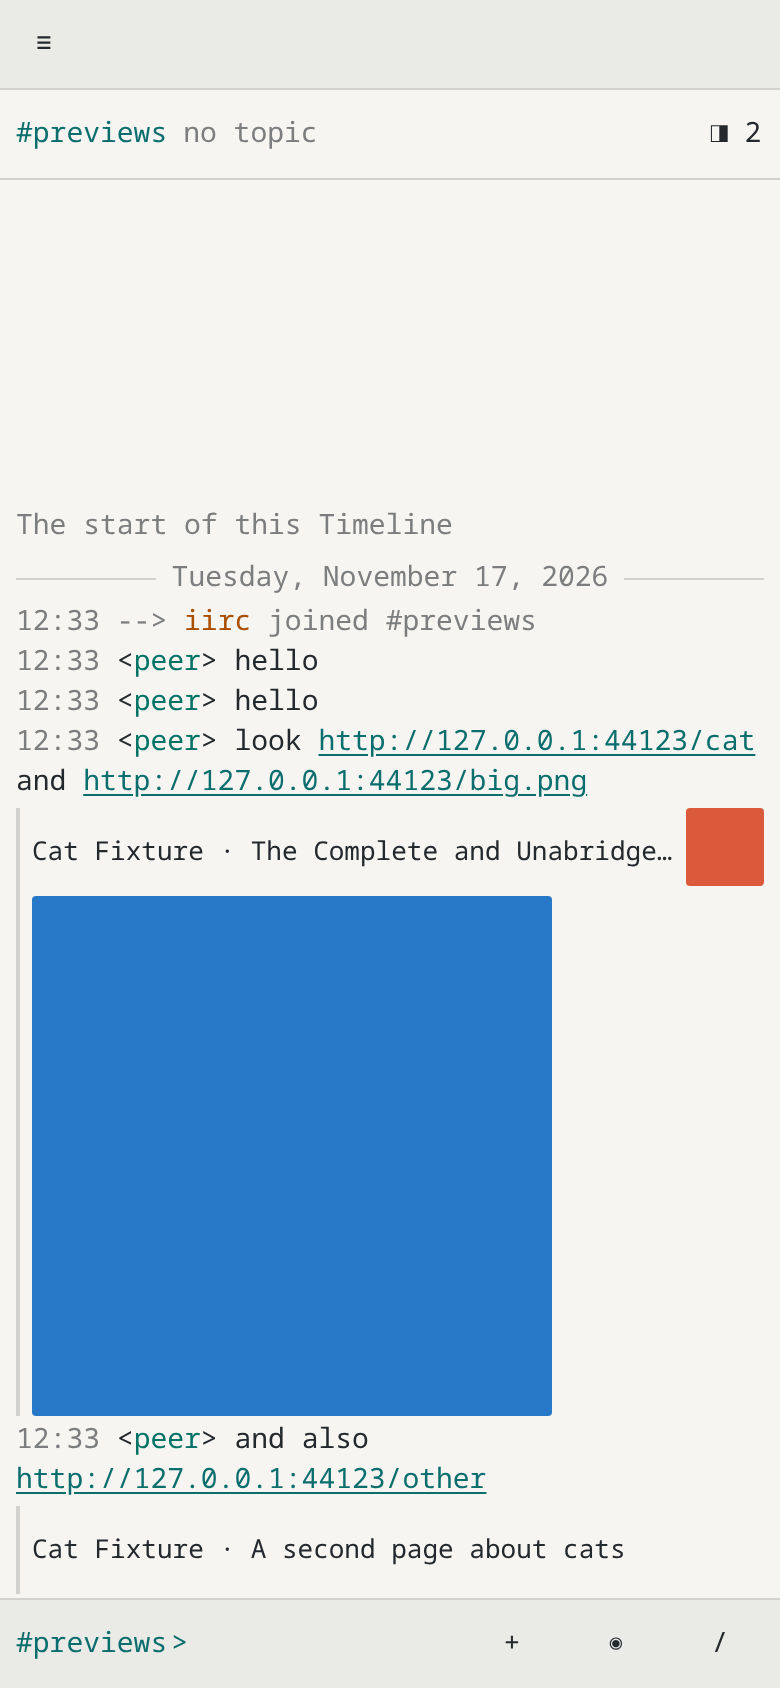 ≡
#previews no topic ◨ 2
The start of this Timeline
Tuesday, November 17, 2026
12:33 --> iirc joined #previews
12:33 <peer> hello
12:33 <peer> hello
12:33 <peer> look http://127.0.0.1:44123/cat
and http://127.0.0.1:44123/big.png
Cat Fixture · The Complete and Unabridge…
12:33 <peer> and also
http://127.0.0.1:44123/other
Cat Fixture · A second page about cats
#previews> + ◉ /